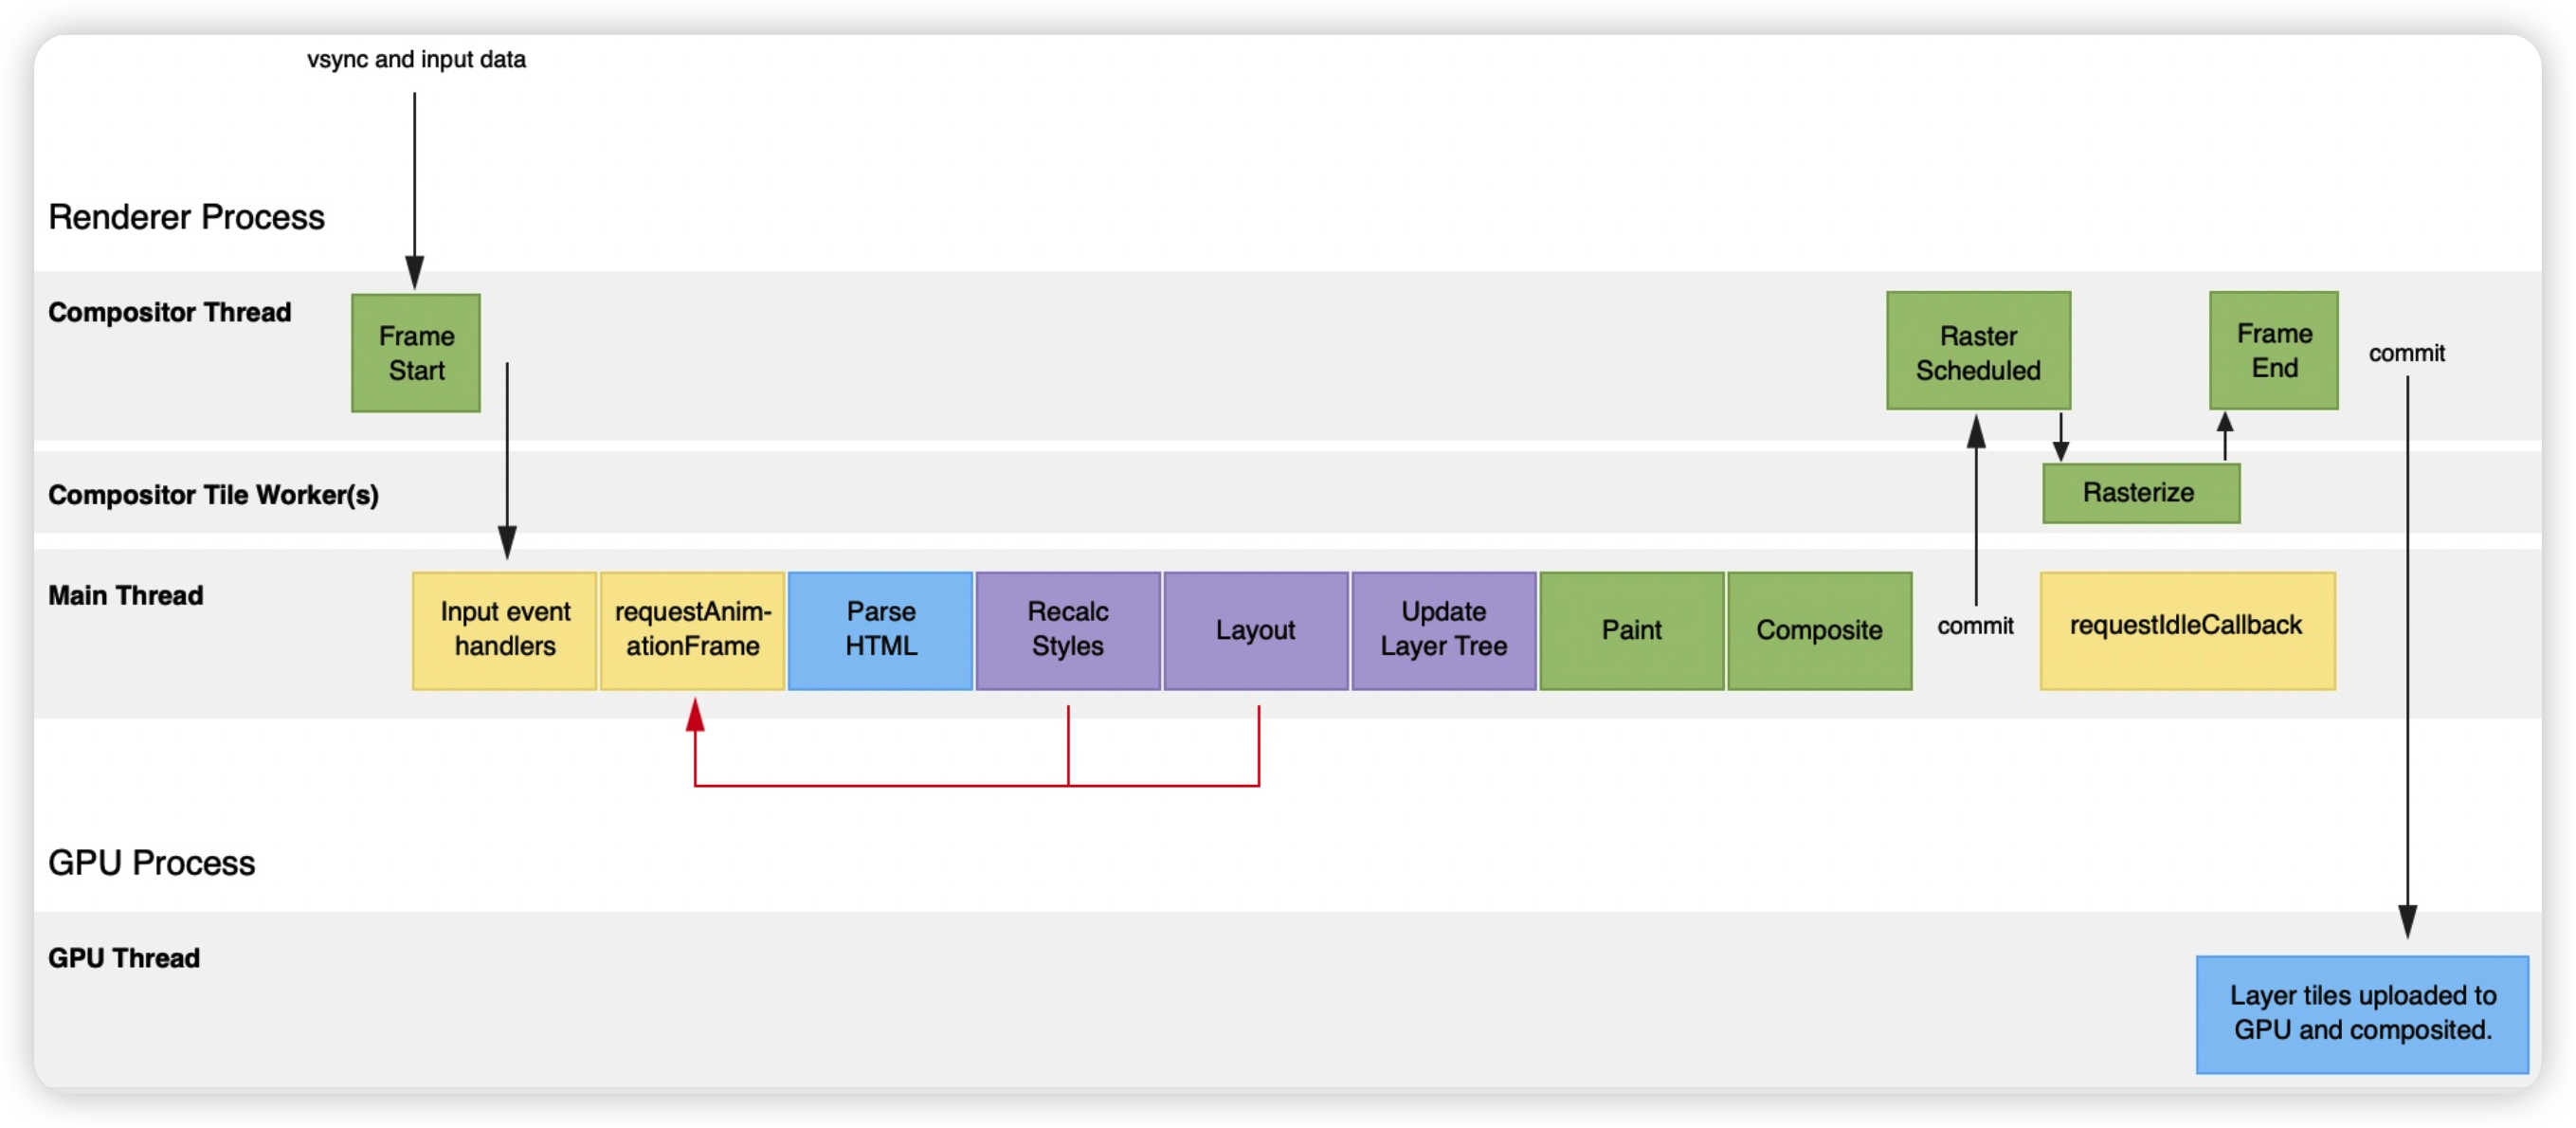 vsync and input data
Renderer Process
Compositor Thread
Frame
Start
Raster
Scheduled
Frame
End
commit
Compositor Tile Worker(s)
Rasterize
Main Thread
Input event
handlers
requestAnim-
ationFrame
Parse
HTML
Recalc
Styles
Layout
Update
Layer Tree
Paint
Composite
commit
requestIdleCallback
GPU Process
GPU Thread
Layer tiles uploaded to
GPU and composited.